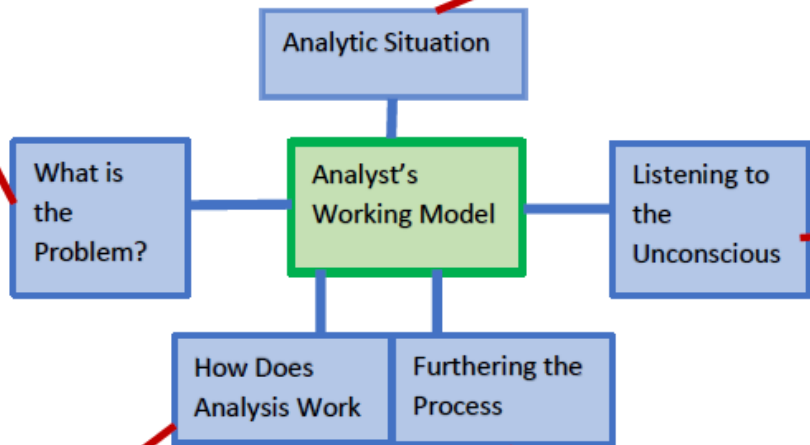 Analytic Situation
What is
the
Problem?
Analyst's
Working Model
Listening to
the
Unconscious
How Does
Analysis Work
Furthering the
Process